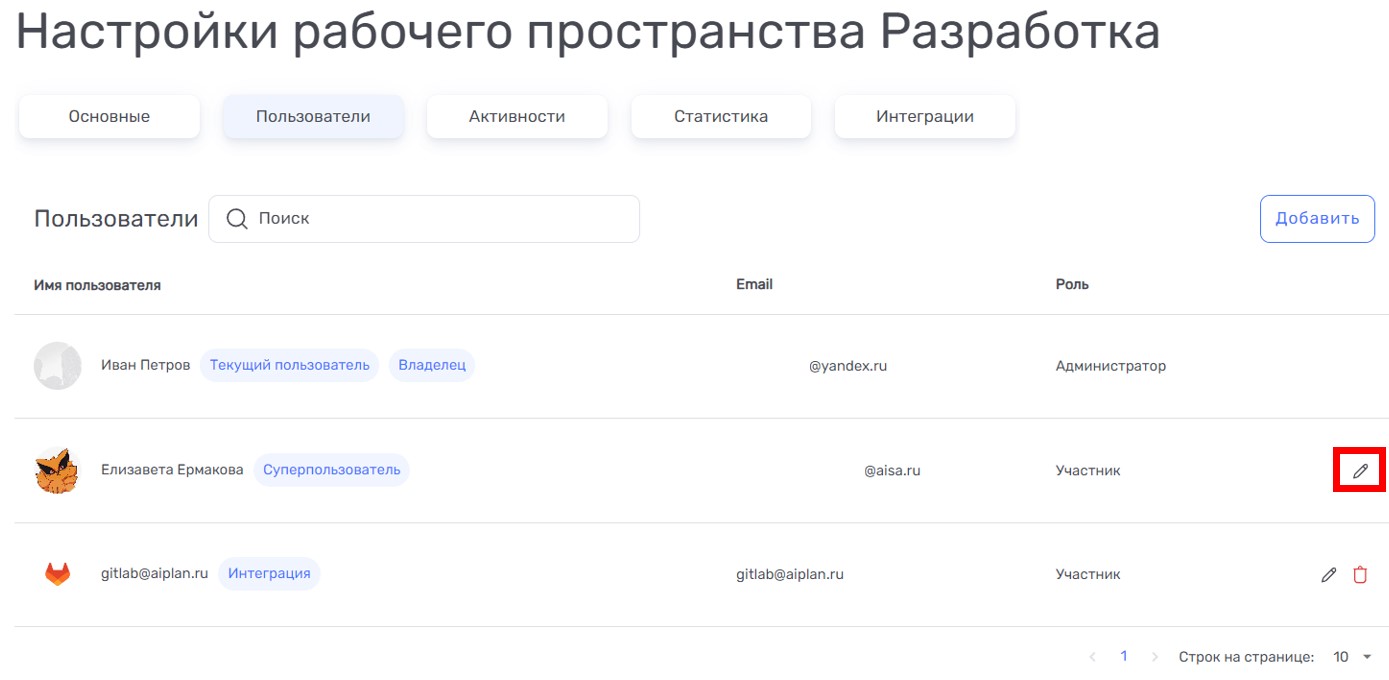 Настройки рабочего пространства Разработка
Основные Пользователи Активности Статистика Интеграции
Пользователи Поиск Добавить
Имя пользователя Email Роль
Иван Петров Текущий пользователь Владелец @yandex.ru Администратор
Елизавета Ермакова Суперпользователь @aisa.ru Участник
gitlab@aiplan.ru Интеграция gitlab@aiplan.ru Участник
1 Строк на странице: 10